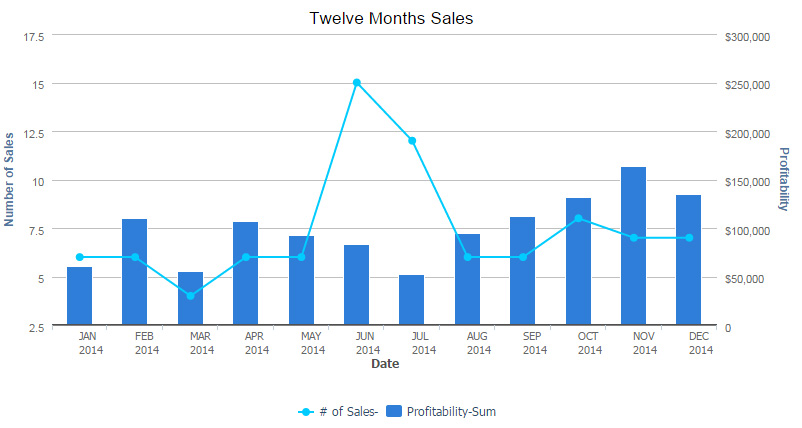 Twelve Months Sales
17.5
15
12.5
10
7.5
5
2.5
Number of Sales
$300,000
$250,000
$200,000
$150,000
$100,000
$50,000
0
Profitability
JAN 2014
FEB 2014
MAR 2014
APR 2014
MAY 2014
JUN 2014
JUL 2014
AUG 2014
SEP 2014
OCT 2014
NOV 2014
DEC 2014
Date
# of Sales-
Profitability-Sum